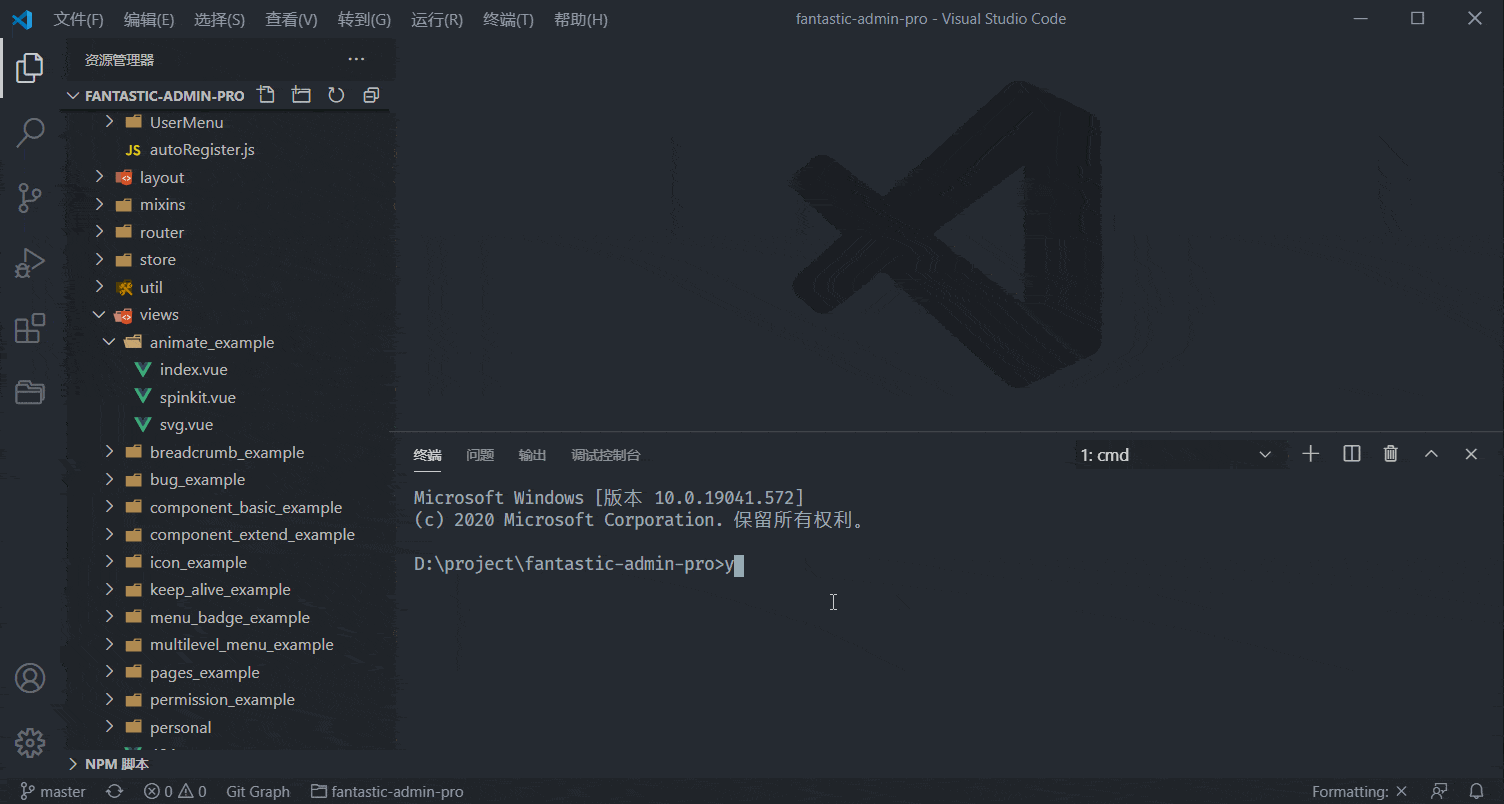 文件(F) 编辑(E) 选择(S) 查看(V) 转到(G) 运行(R) 终端(T) 帮助(H) fantastic-admin-pro - Visual Studio Code
资源管理器
FANTASTIC-ADMIN-PRO
UserMenu
JS autoRegister.js
layout
mixins
router
store
util
views
animate_example
index.vue
spinkit.vue
svg.vue
breadcrumb_example
bug_example
component_basic_example
component_extend_example
icon_example
keep_alive_example
menu_badge_example
multilevel_menu_example
pages_example
permission_example
personal
NPM 脚本
终端 问题 输出 调试控制台 1: cmd
Microsoft Windows [版本 10.0.19041.572]
(c) 2020 Microsoft Corporation. 保留所有权利。
D:\project\fantastic-admin-pro>y
master 0 0 Git Graph fantastic-admin-pro Formatting: ×